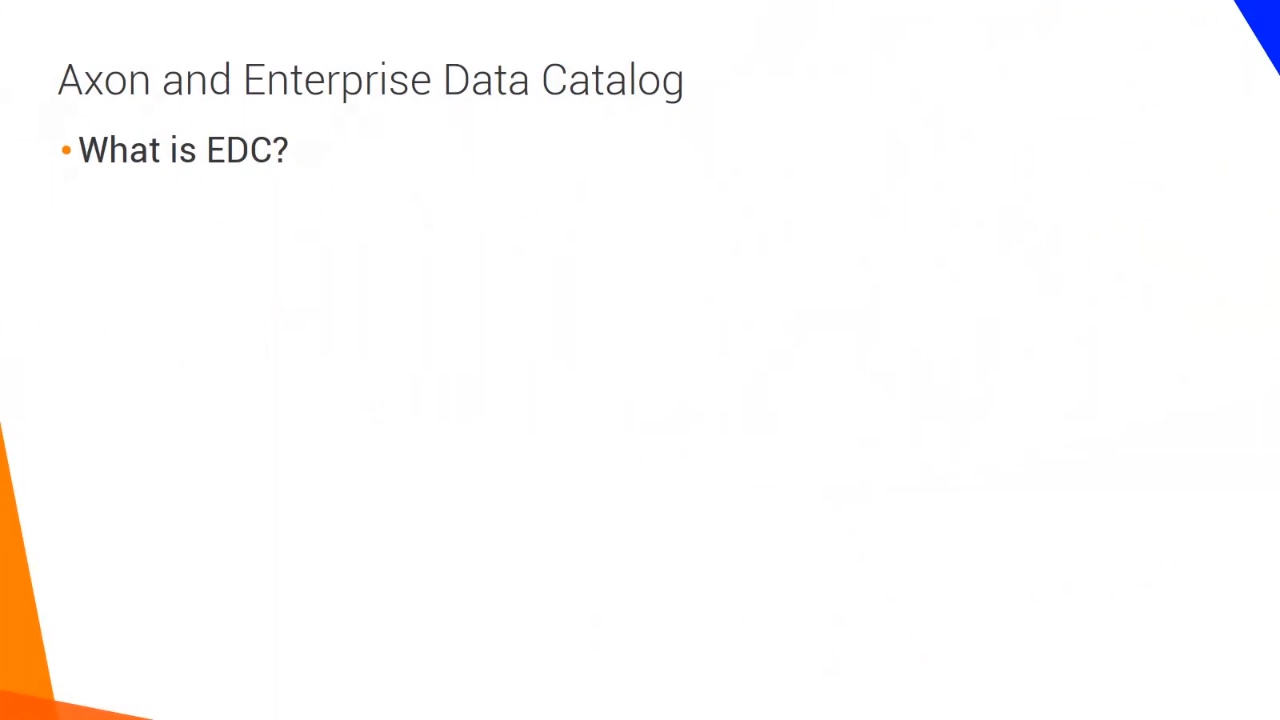 Axon and Enterprise Data Catalog
• What is EDC?